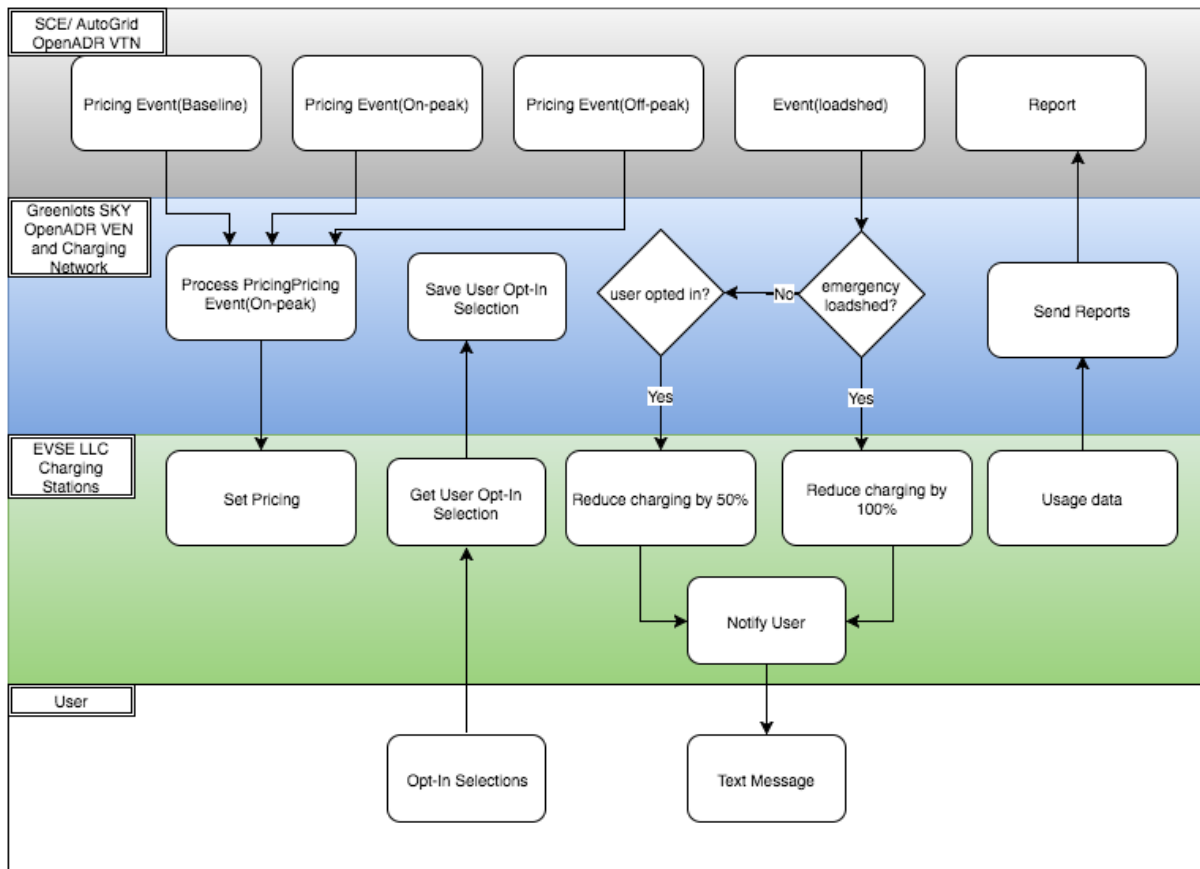 SCE/ AutoGrid
OpenADR VTN
Pricing Event(Baseline)
Pricing Event(On-peak)
Pricing Event(Off-peak)
Event(loadshed)
Report
Greenlots SKY
OpenADR VEN
and Charging
Network
Process PricingPricing
Event(On-peak)
Save User Opt-In
Selection
user opted in?
No
emergency
loadshed?
Send Reports
Yes
Yes
EVSE LLC
Charging
Stations
Set Pricing
Get User Opt-In
Selection
Reduce charging by 50%
Reduce charging by
100%
Usage data
Notify User
User
Opt-In Selections
Text Message